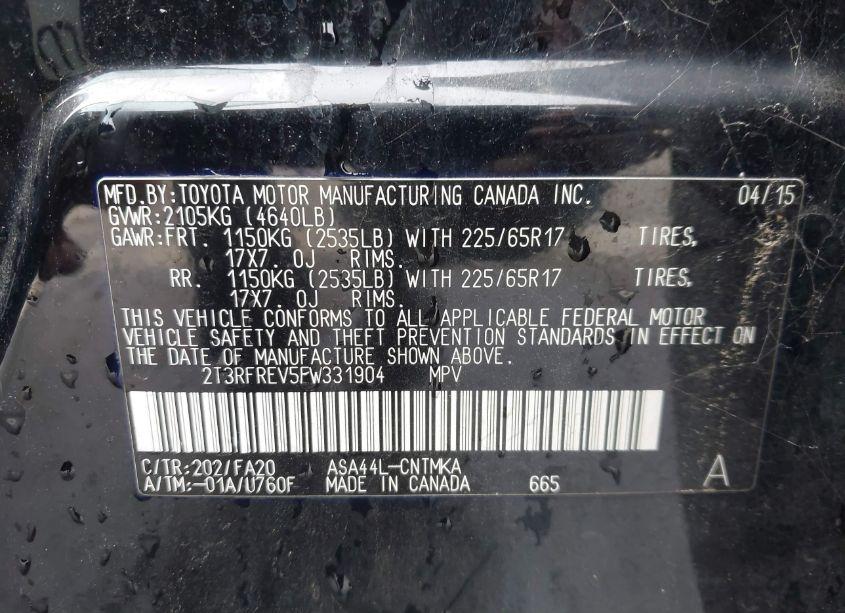 MFD.BY:TOYOTA MOTOR MANUFACTURING CANADA INC. 04/15
GVWR:2105KG (4640LB)
GAWR:FRT. 1150KG (2535LB) WITH 225/65R17 TIRES,
17X7. 0J RIMS.
RR. 1150KG (2535LB) WITH 225/65R17 TIRES,
17X7. 0J RIMS.
THIS VEHICLE CONFORMS TO ALL APPLICABLE FEDERAL MOTOR
VEHICLE SAFETY AND THEFT PREVENTION STANDARDS IN EFFECT ON
THE DATE OF MANUFACTURE SHOWN ABOVE.
2T3RFREV5FW331904 MPV
C/TR:202/FA20 ASA44L-CNTMKA
A/TM:-01A/U760F MADE IN CANADA 665 A